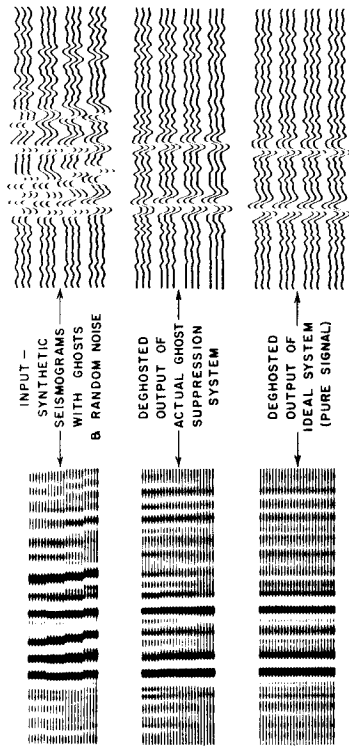 INPUT –
SYNTHETIC
SEISMOGRAMS
WITH GHOSTS
& RANDOM NOISE
DEGHOSTED
OUTPUT OF
ACTUAL GHOST
SUPPRESSION
SYSTEM
DEGHOSTED
OUTPUT OF
IDEAL SYSTEM
(PURE SIGNAL)